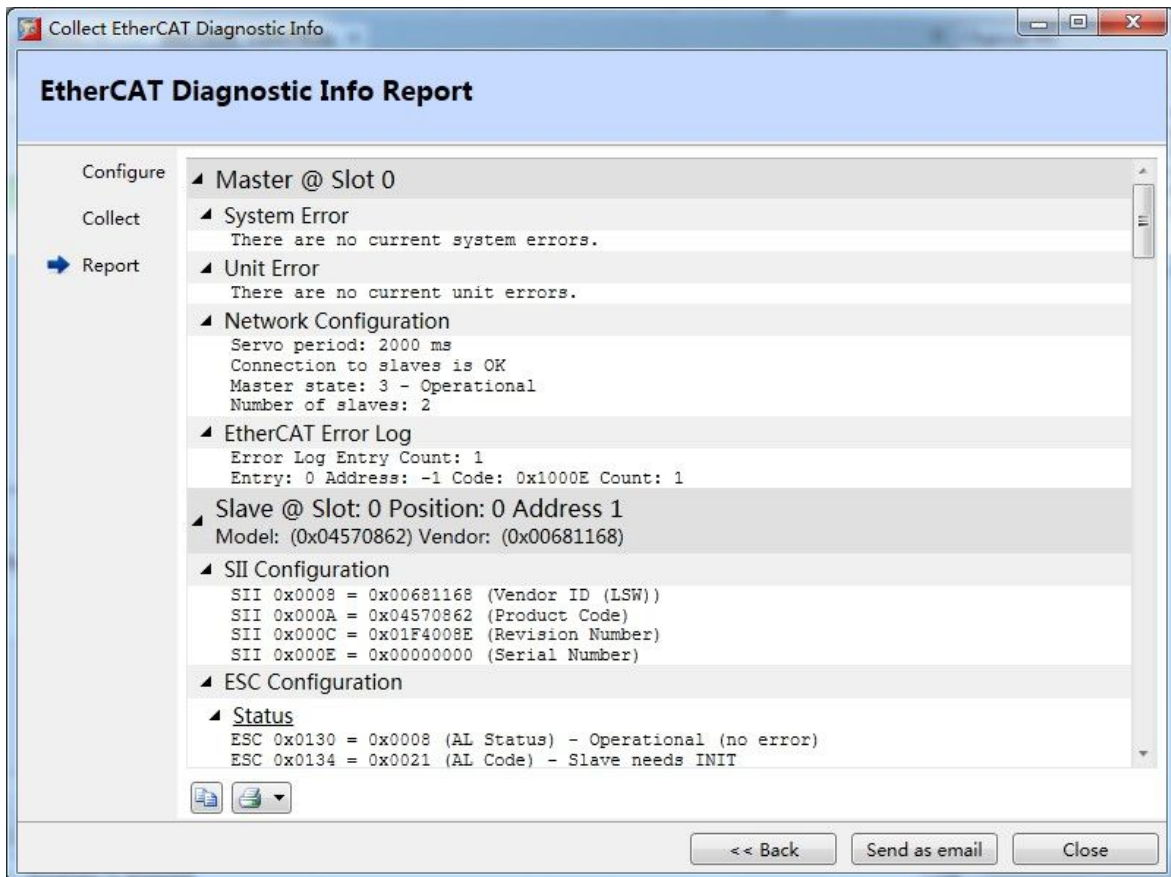 Collect EtherCAT Diagnostic Info
EtherCAT Diagnostic Info Report
Configure
Collect
Report
Master @ Slot 0
System Error
There are no current system errors.
Unit Error
There are no current unit errors.
Network Configuration
Servo period: 2000 ms
Connection to slaves is OK
Master state: 3 - Operational
Number of slaves: 2
EtherCAT Error Log
Error Log Entry Count: 1
Entry: 0 Address: -1 Code: 0x1000E Count: 1
Slave @ Slot: 0 Position: 0 Address 1
Model: (0x04570862) Vendor: (0x00681168)
SII Configuration
SII 0x0008 = 0x00681168 (Vendor ID (LSW))
SII 0x000A = 0x04570862 (Product Code)
SII 0x000C = 0x01F4008E (Revision Number)
SII 0x000E = 0x00000000 (Serial Number)
ESC Configuration
Status
ESC 0x0130 = 0x0008 (AL Status) - Operational (no error)
ESC 0x0134 = 0x0021 (AL Code) - Slave needs INIT
<< Back
Send as email
Close